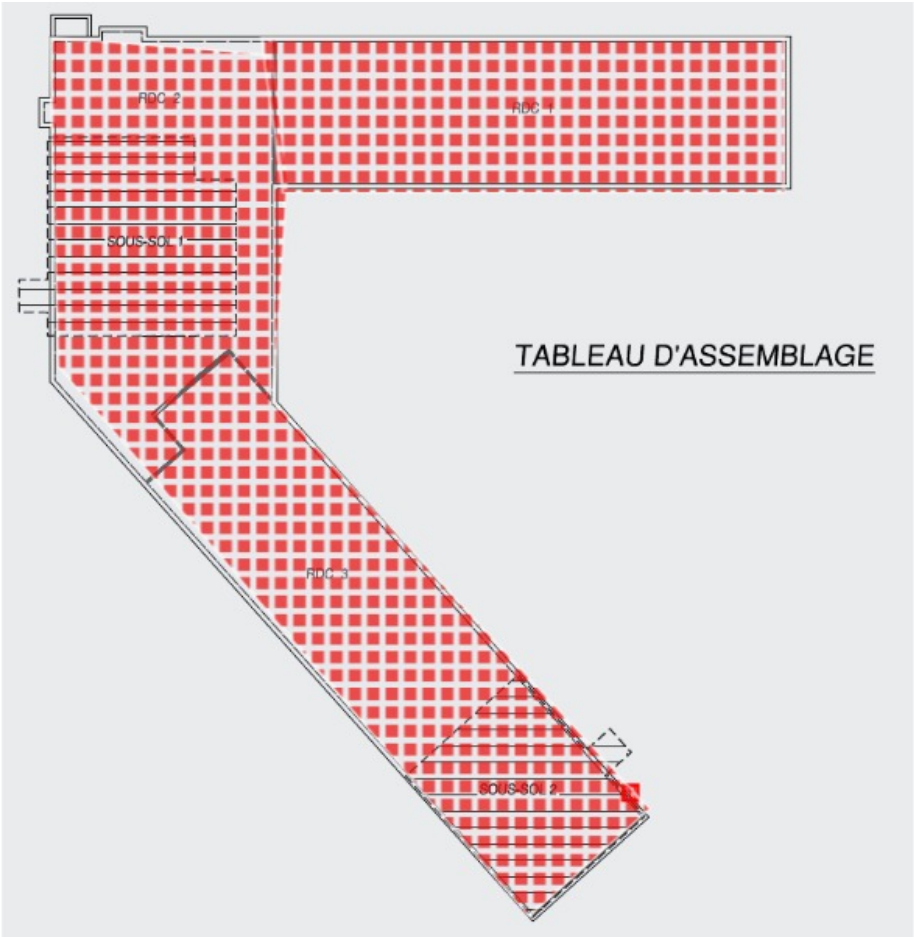 RDC 2
RDC 1
SOUS-SOL 1
TABLEAU D'ASSEMBLAGE
RDC 3
SOUS-SOL 2